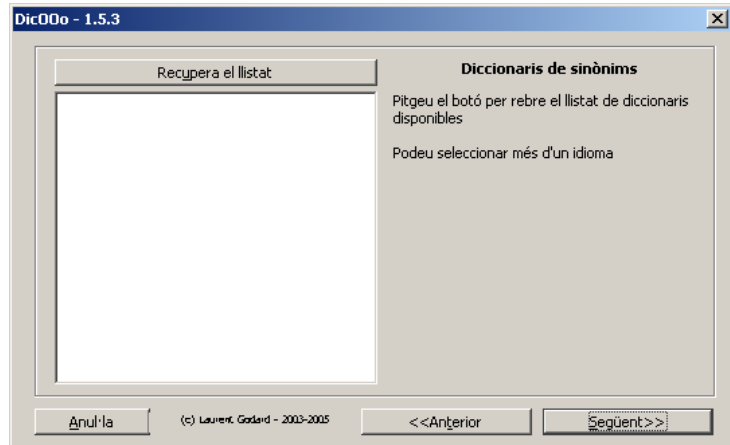 DicOOo - 1.5.3
Recupera el llistat
Diccionaris de sinònims
Pitgeu el botó per rebre el llistat de diccionaris
disponibles
Podeu seleccionar més d'un idioma
Anul·la
(c) Laurent Godard - 2003-2005
<<Anterior
Següent>>